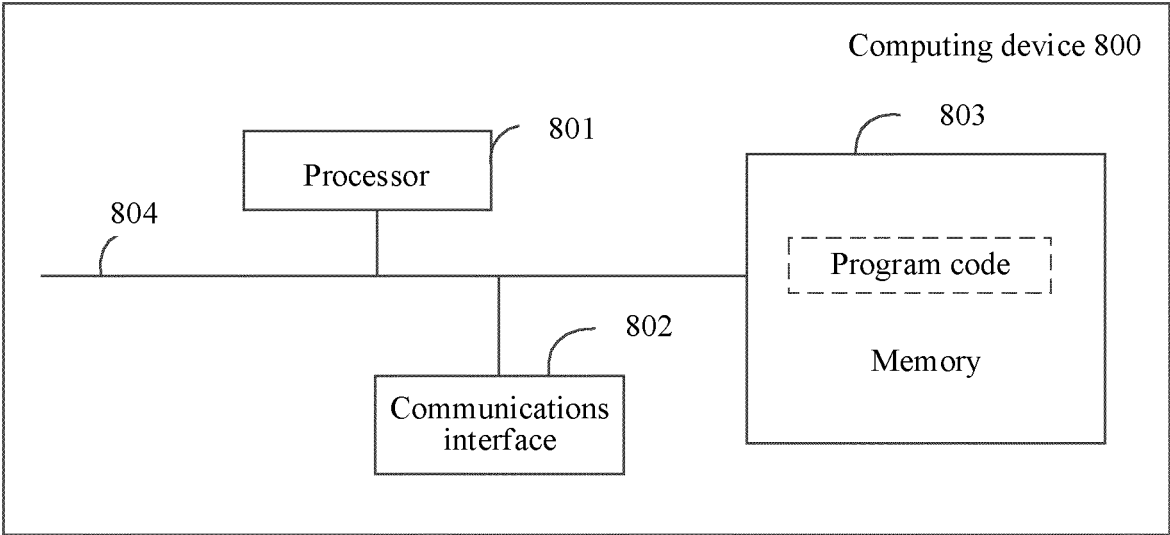 Computing device 800
803
801
Processor
804
Program code
802
Memory
Communications
interface